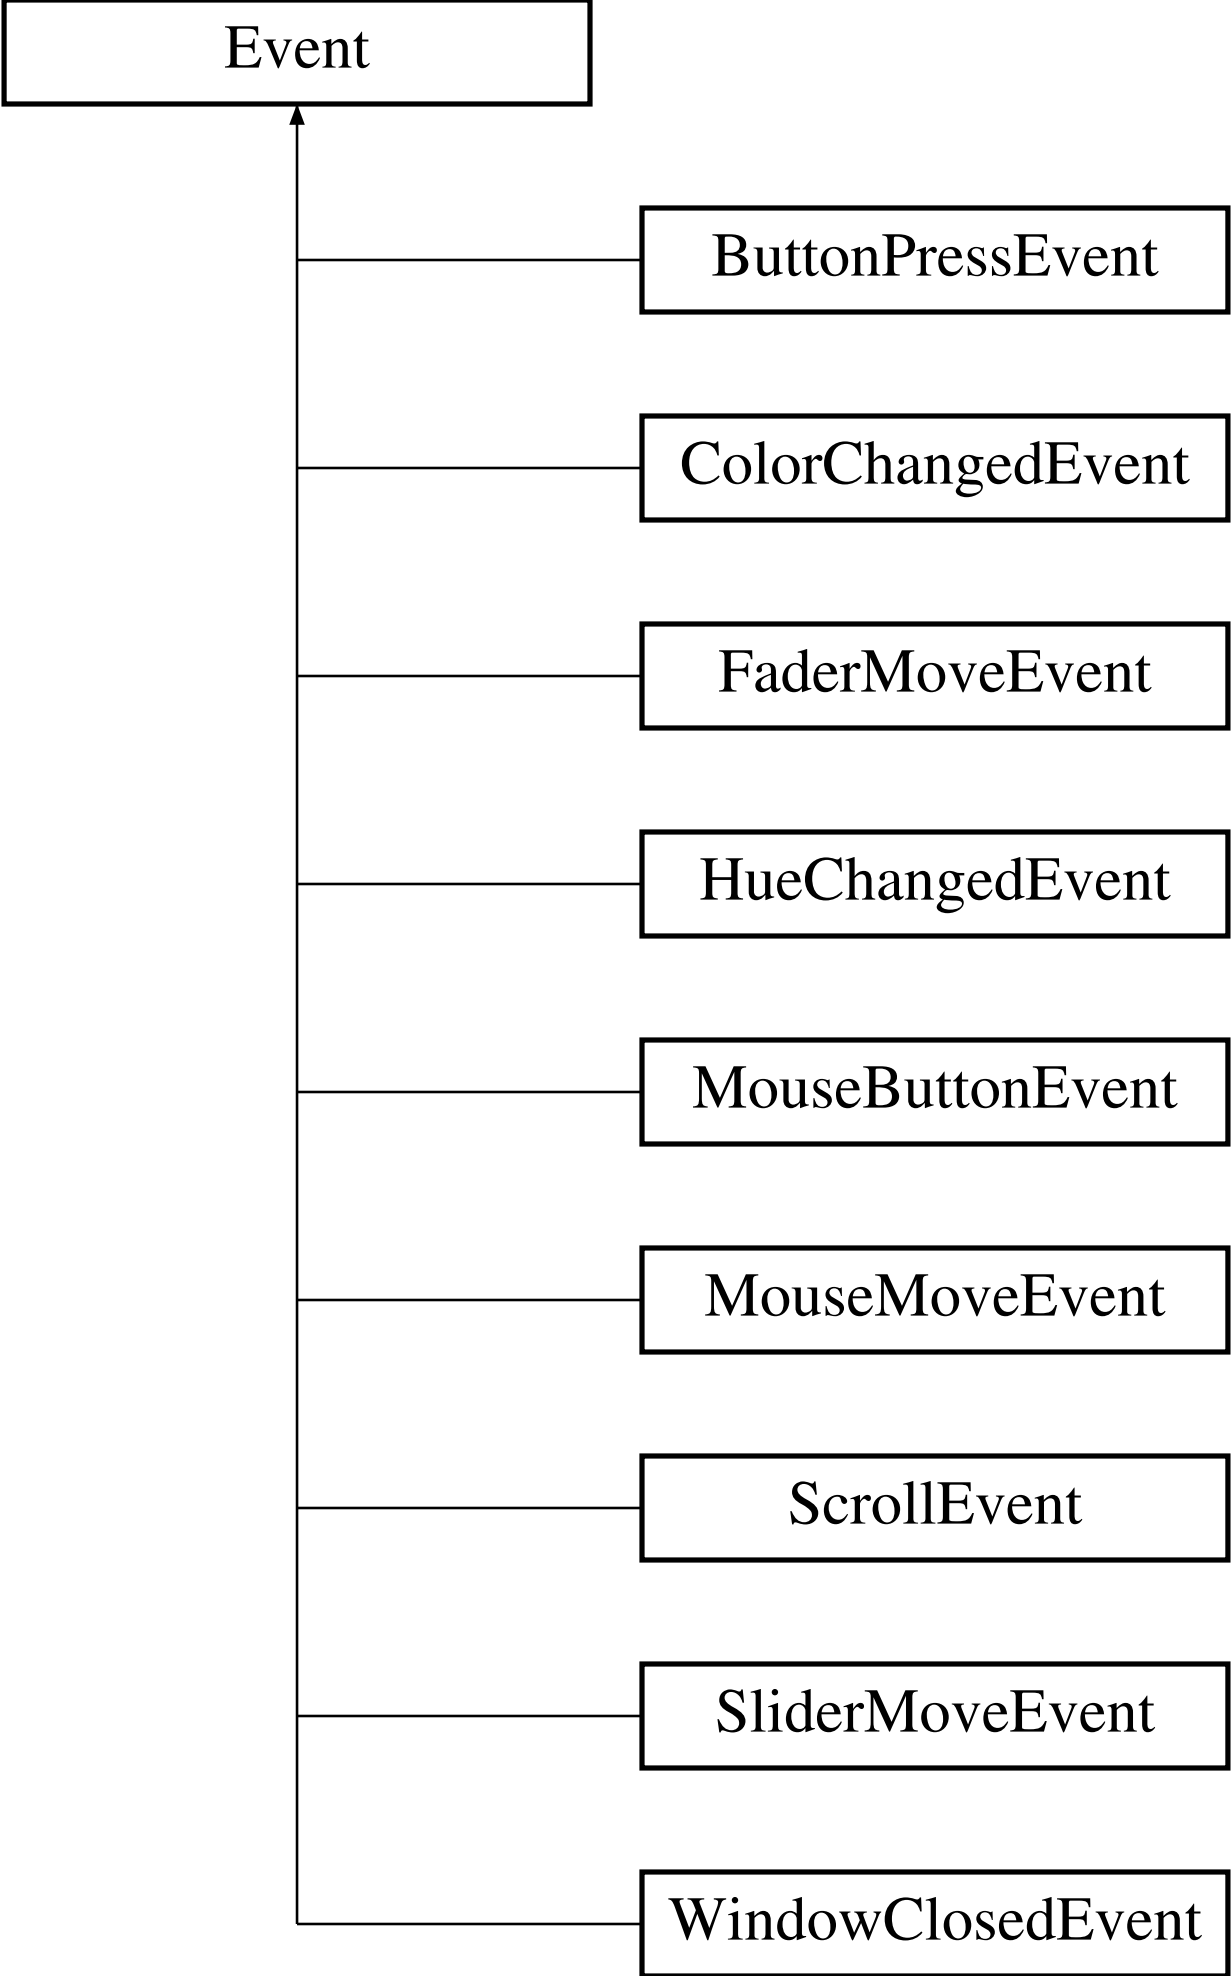 Event
ButtonPressEvent
ColorChangedEvent
FaderMoveEvent
HueChangedEvent
MouseButtonEvent
MouseMoveEvent
ScrollEvent
SliderMoveEvent
WindowClosedEvent